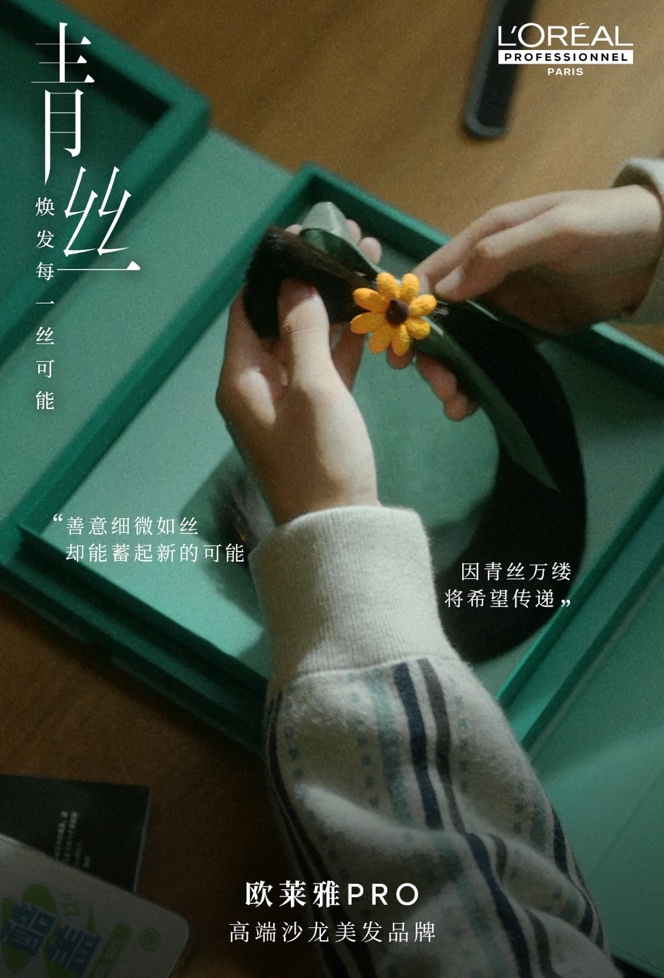 青丝
焕发每一丝可能
L'ORÉAL
PROFESSIONNEL
PARIS
“善意细微如丝
却能蓄起新的可能
因青丝万缕
将希望传递”
欧莱雅PRO
高端沙龙美发品牌